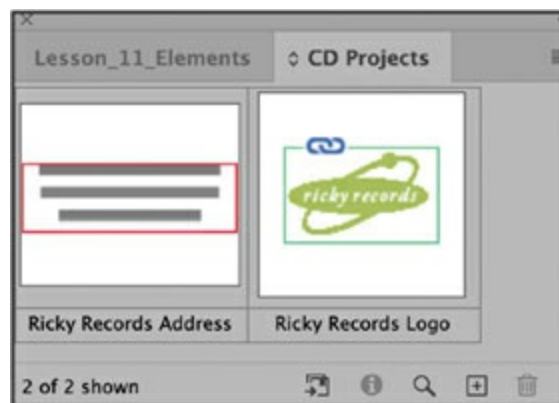 Lesson_11_Elements
CD Projects
ricky records
Ricky Records Address
Ricky Records Logo
2 of 2 shown